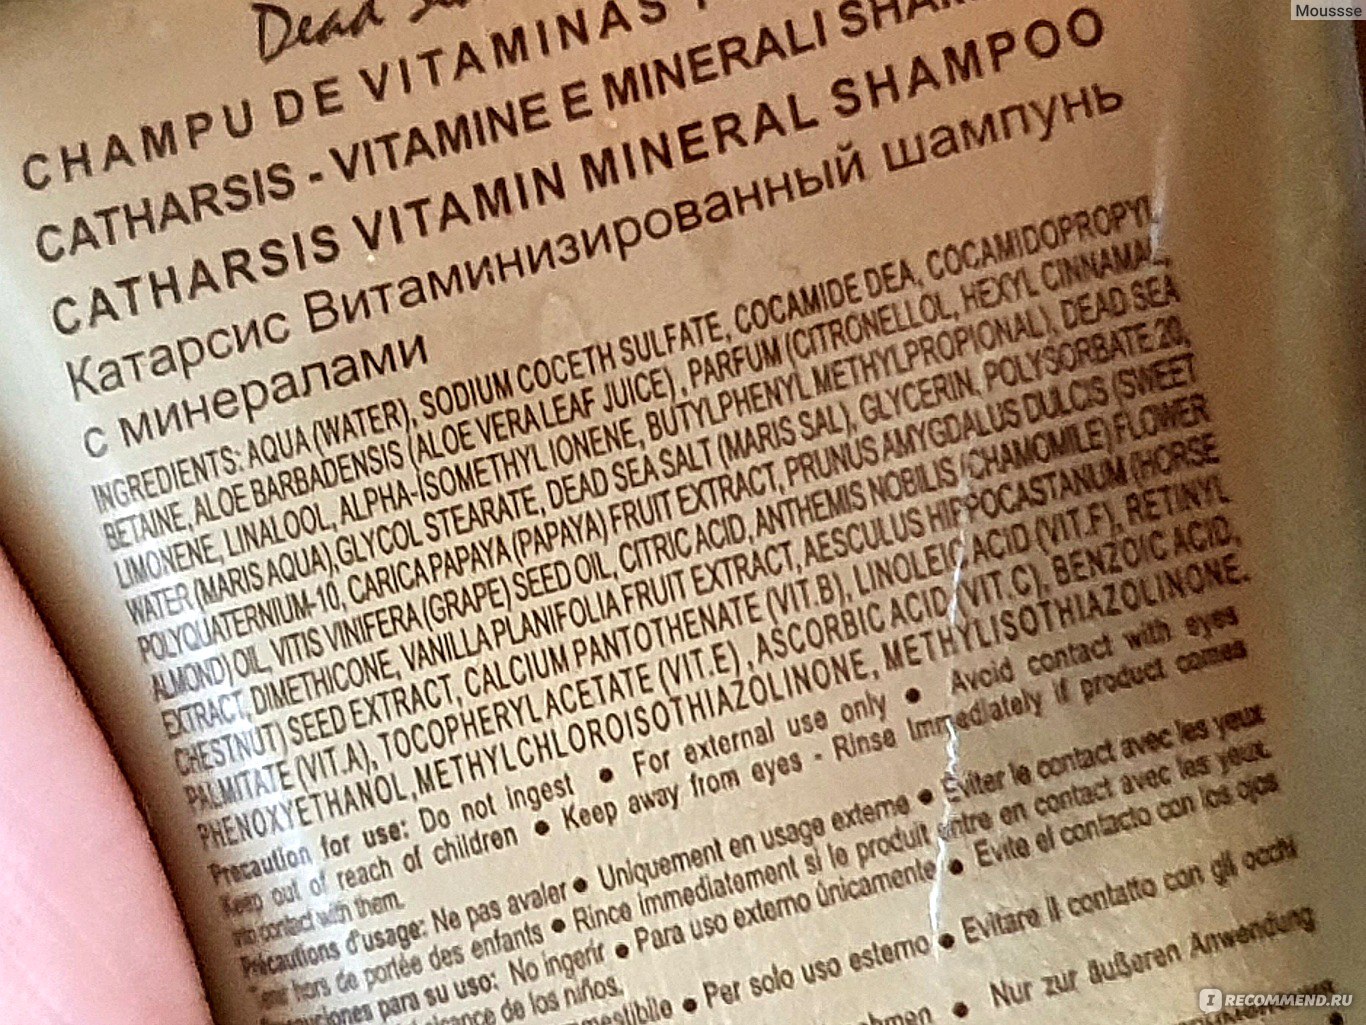 Moussse
Dead
CHAMPU DE VITAMINAS
CATHARSIS - VITAMINE E MINERALI SHAM
CATHARSIS VITAMIN MINERAL SHAMPOO
Катарсис Витаминизированный шампунь
с минералами
INGREDIENTS: AQUA (WATER), SODIUM COCETH SULFATE, COCAMIDE DEA, COCAMIDOPROPYL
BETAINE, ALOE BARBADENSIS (ALOE VERA LEAF JUICE), PARFUM (CITRONELLOL, HEXYL CINNAMAL,
LIMONENE, LINALOOL, ALPHA-ISOMETHYL IONENE, BUTYLPHENYL METHYLPROPIONAL), DEAD SEA
WATER (MARIS AQUA), GLYCOL STEARATE, DEAD SEA SALT (MARIS SAL), GLYCERIN, POLYSORBATE 20,
POLYQUATERNIUM-10, CARICA PAPAYA (PAPAYA) FRUIT EXTRACT, PRUNUS AMYGDALUS DULCIS (SWEET
ALMOND) OIL, VITIS VINIFERA (GRAPE) SEED OIL, CITRIC ACID, ANTHEMIS NOBILIS (CHAMOMILE) FLOWER
EXTRACT, DIMETHICONE, VANILLA PLANIFOLIA FRUIT EXTRACT, AESCULUS HIPPOCASTANUM (HORSE
CHESTNUT) SEED EXTRACT, CALCIUM PANTOTHENATE (VIT.B), LINOLEIC ACID (VIT.F), RETINYL
PALMITATE (VIT.A), TOCOPHERYL ACETATE (VIT.E), ASCORBIC ACID (VIT.C), BENZOIC ACID,
PHENOXYETHANOL, METHYLCHLOROISOTHIAZOLINONE, METHYLISOTHIAZOLINONE.
Precaution for use: Do not ingest • For external use only • Avoid contact with eyes
Keep out of reach of children • Keep away from eyes - Rinse immediately if product comes
into contact with them.
Précautions d'usage: Ne pas avaler • Uniquement en usage externe • Eviter le contact avec les yeux
Tenir hors de portée des enfants • Rince immediatement si le produit entre en contact avec les yeux.
para su uso: No ingerir • Para uso externo únicamente • Evite el contacto con los ojos
de los niños.
• Per solo uso esterno • Evitare il contatto con gli occhi
• Nur zur äußeren Anwendung
IRECOMMEND.RU